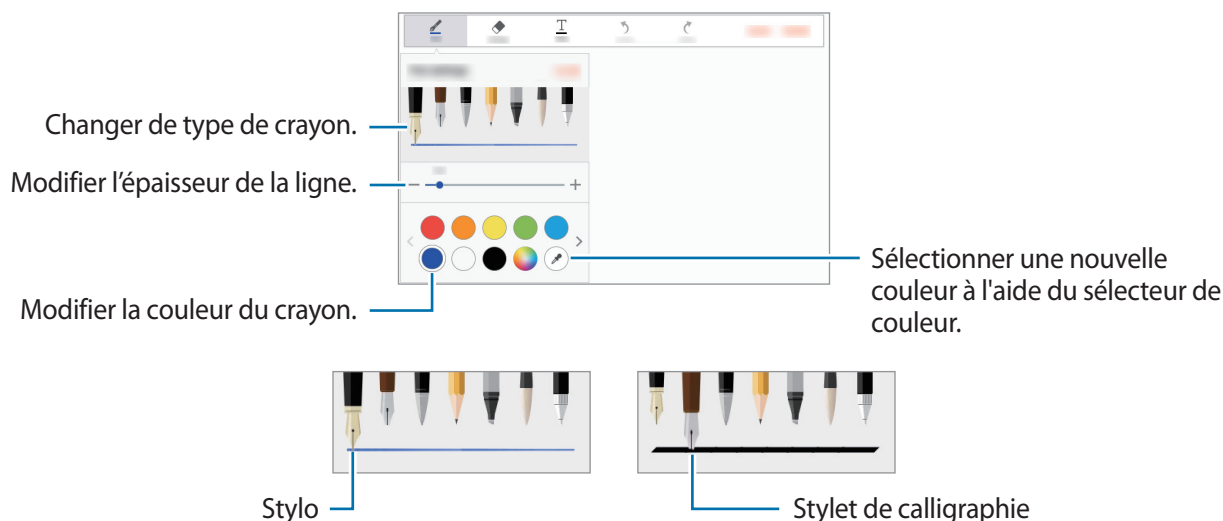 T
Changer de type de crayon.
Modifier l'épaisseur de la ligne.
Modifier la couleur du crayon.
Sélectionner une nouvelle
couleur à l'aide du sélecteur de
couleur.
Stylo
Stylet de calligraphie